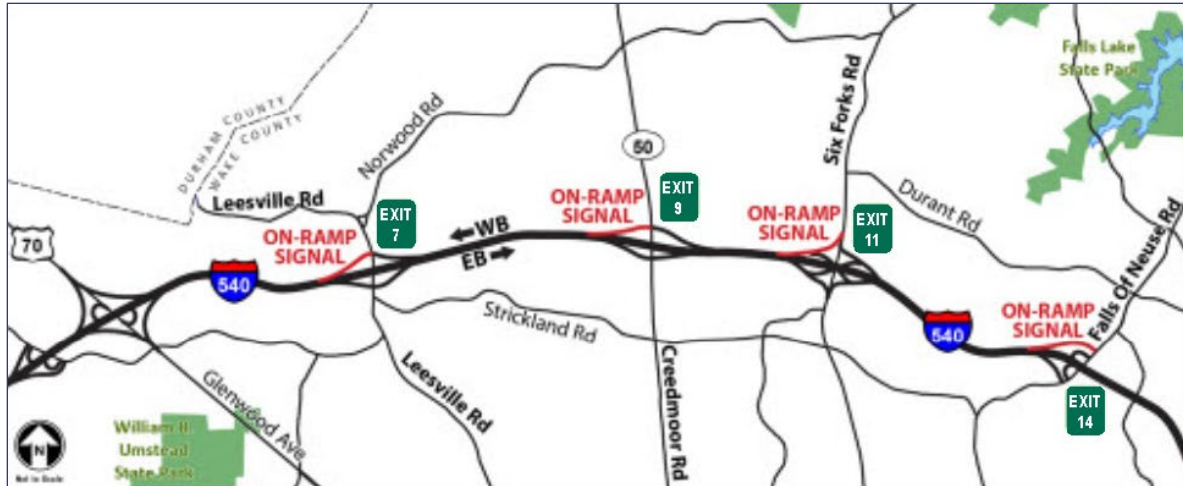 Falls Lake
State Park
DURHAM COUNTY
WAKE COUNTY
Norwood Rd
Six Forks Rd
50
Leesville Rd
EXIT
7
ON-RAMP
SIGNAL
EXIT
9
ON-RAMP
SIGNAL
EXIT
11
Durant Rd
70
ON-RAMP
SIGNAL
WB
EB
540
Strickland Rd
540
ON-RAMP
SIGNAL
Falls Of Neuse Rd
Glenwood Ave
Leesville Rd
Creedmoor Rd
EXIT
14
N
Not to Scale
William B.
Umstead
State Park